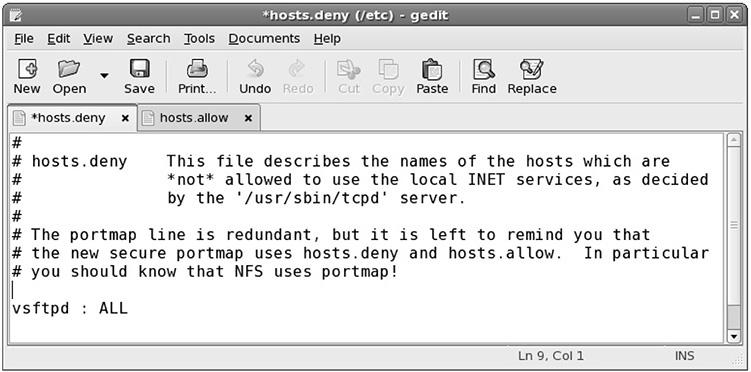 *hosts.deny (/etc) - gedit
File Edit View Search Tools Documents Help
New Open Save Print... Undo Redo Cut Copy Paste Find Replace
*hosts.deny × hosts.allow ×
#
# hosts.deny    This file describes the names of the hosts which are
#               *not* allowed to use the local INET services, as decided
#               by the '/usr/sbin/tcpd' server.
#
# The portmap line is redundant, but it is left to remind you that
# the new secure portmap uses hosts.deny and hosts.allow.  In particular
# you should know that NFS uses portmap!
vsftpd : ALL
Ln 9, Col 1 INS